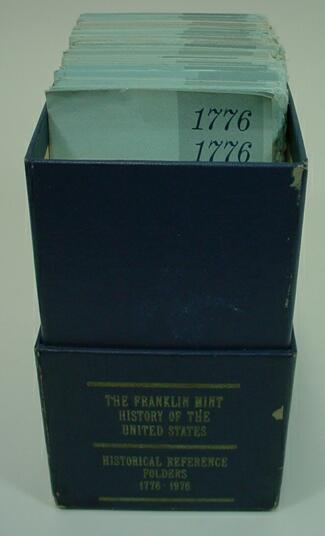 1776
1776
THE FRANKLIN MINT
HISTORY OF THE
UNITED STATES
HISTORICAL REFERENCE
FOLDERS
1776-1976